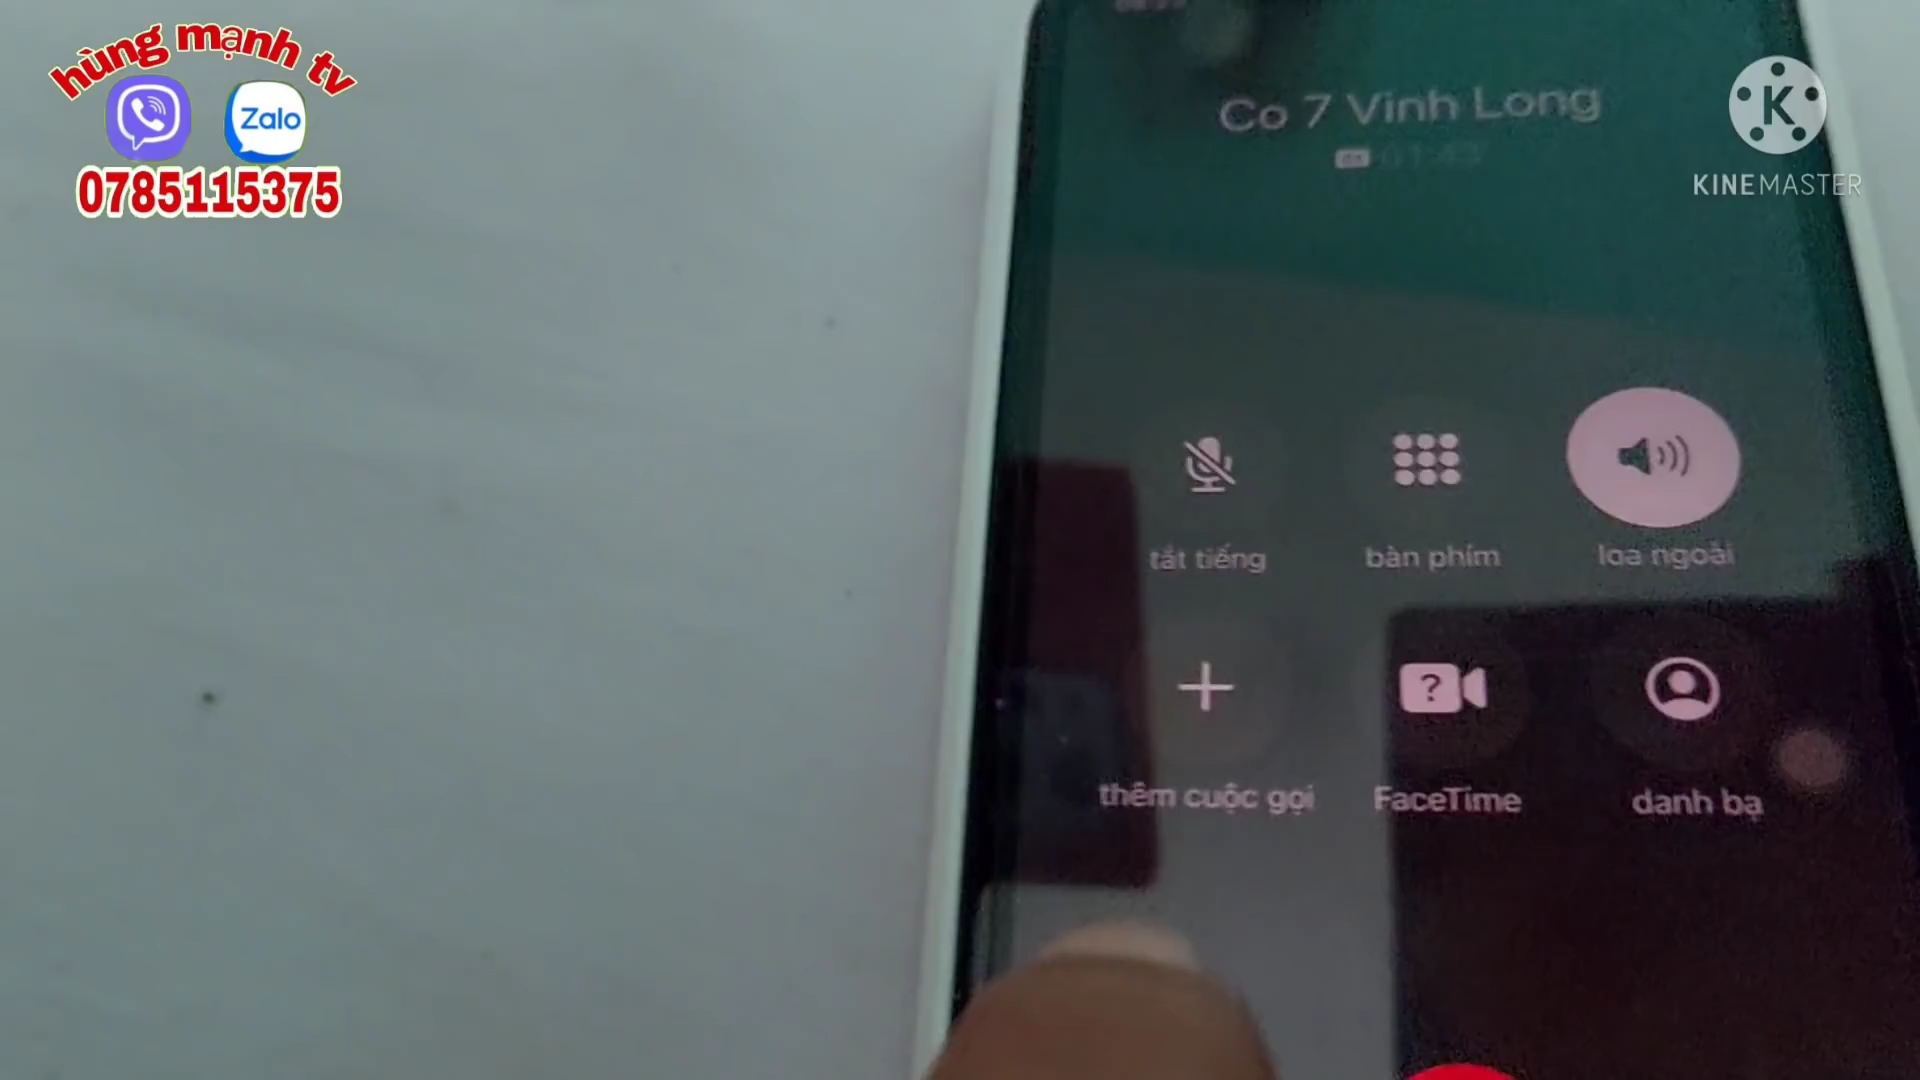 hùng mạnh tv
Zalo
0785115375
Co 7 Vinh Long
K
KINEMASTER
tắt tiếng
bàn phím
loa ngoài
thêm cuộc gọi
FaceTime
danh bạ